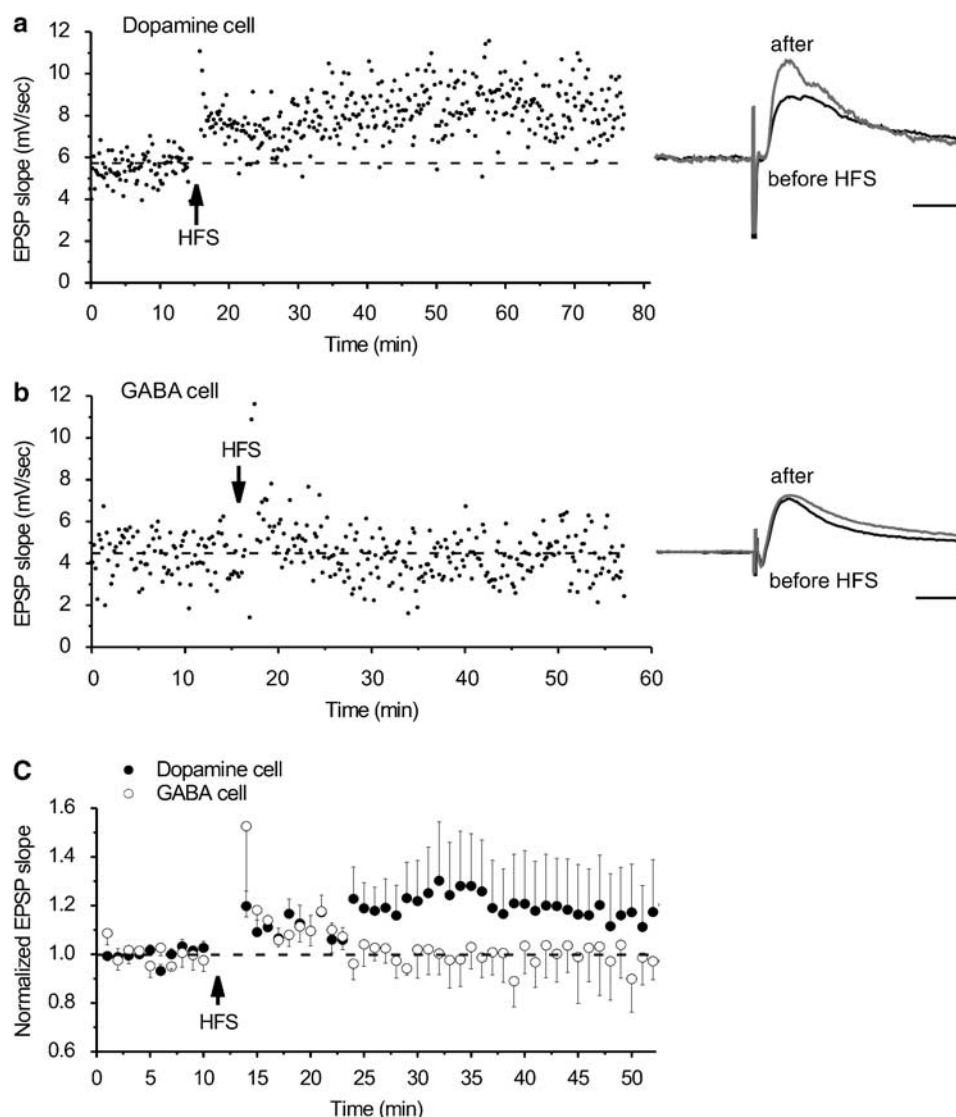 a
Dopamine cell
EPSP slope (mV/sec)
12
10
8
6
4
2
0
HFS
0 10 20 30 40 50 60 70 80
Time (min)
after
before HFS
b
GABA cell
EPSP slope (mV/sec)
12
10
8
6
4
2
0
HFS
0 10 20 30 40 50 60
Time (min)
after
before HFS
C
Dopamine cell
GABA cell
Normalized EPSP slope
1.6
1.4
1.2
1.0
0.8
0.6
HFS
0 5 10 15 20 25 30 35 40 45 50
Time (min)